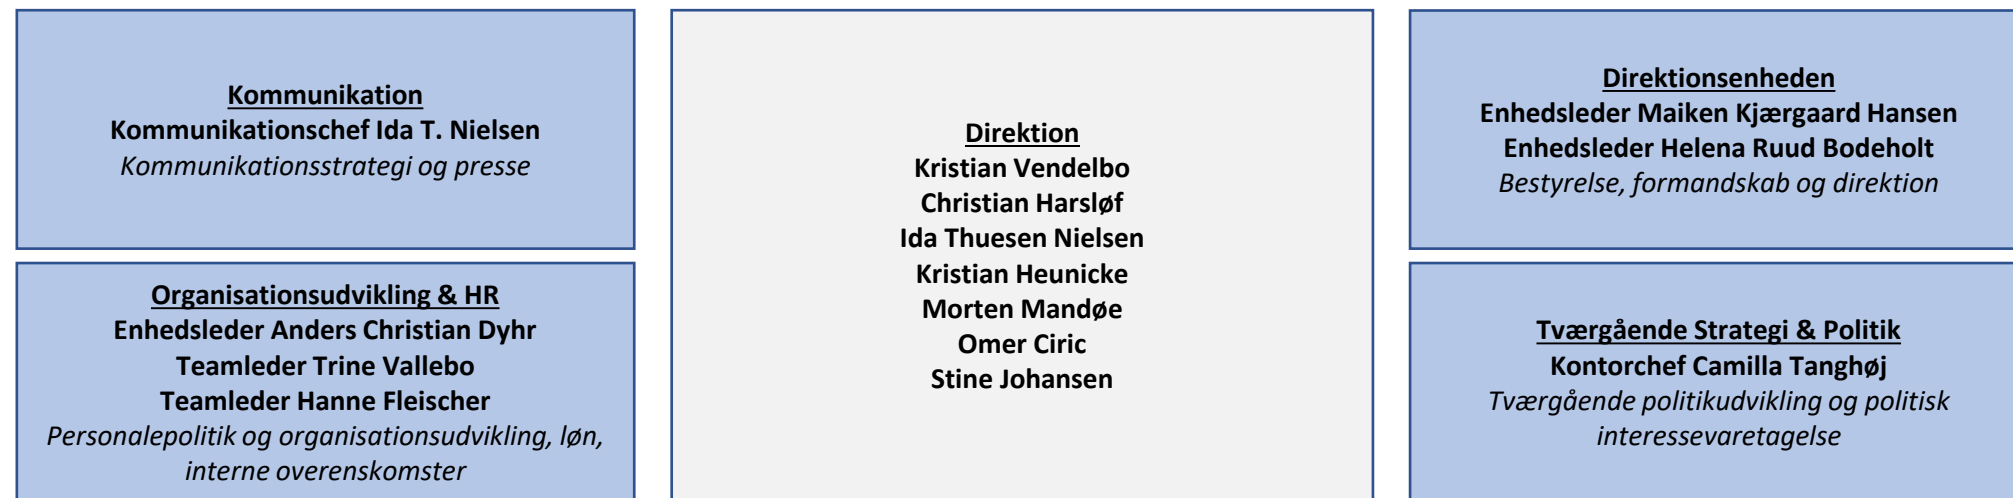 Kommunikation
Kommunikationschef Ida T. Nielsen
Kommunikationsstrategi og presse
Organisationsudvikling & HR
Enhedsleder Anders Christian Dyhr
Teamleder Trine Vallebo
Teamleder Hanne Fleischer
Personalepolitik og organisationsudvikling, løn,
interne overenskomster
Direktion
Kristian Vendelbo
Christian Harsløf
Ida Thuesen Nielsen
Kristian Heunicke
Morten Mandøe
Omer Ciric
Stine Johansen
Direktionsenheden
Enhedsleder Maiken Kjærgaard Hansen
Enhedsleder Helena Ruud Bodeholt
Bestyrelse, formandskab og direktion
Tværgående Strategi & Politik
Kontorchef Camilla Tanghøj
Tværgående politikudvikling og politisk
interessevaretagelse